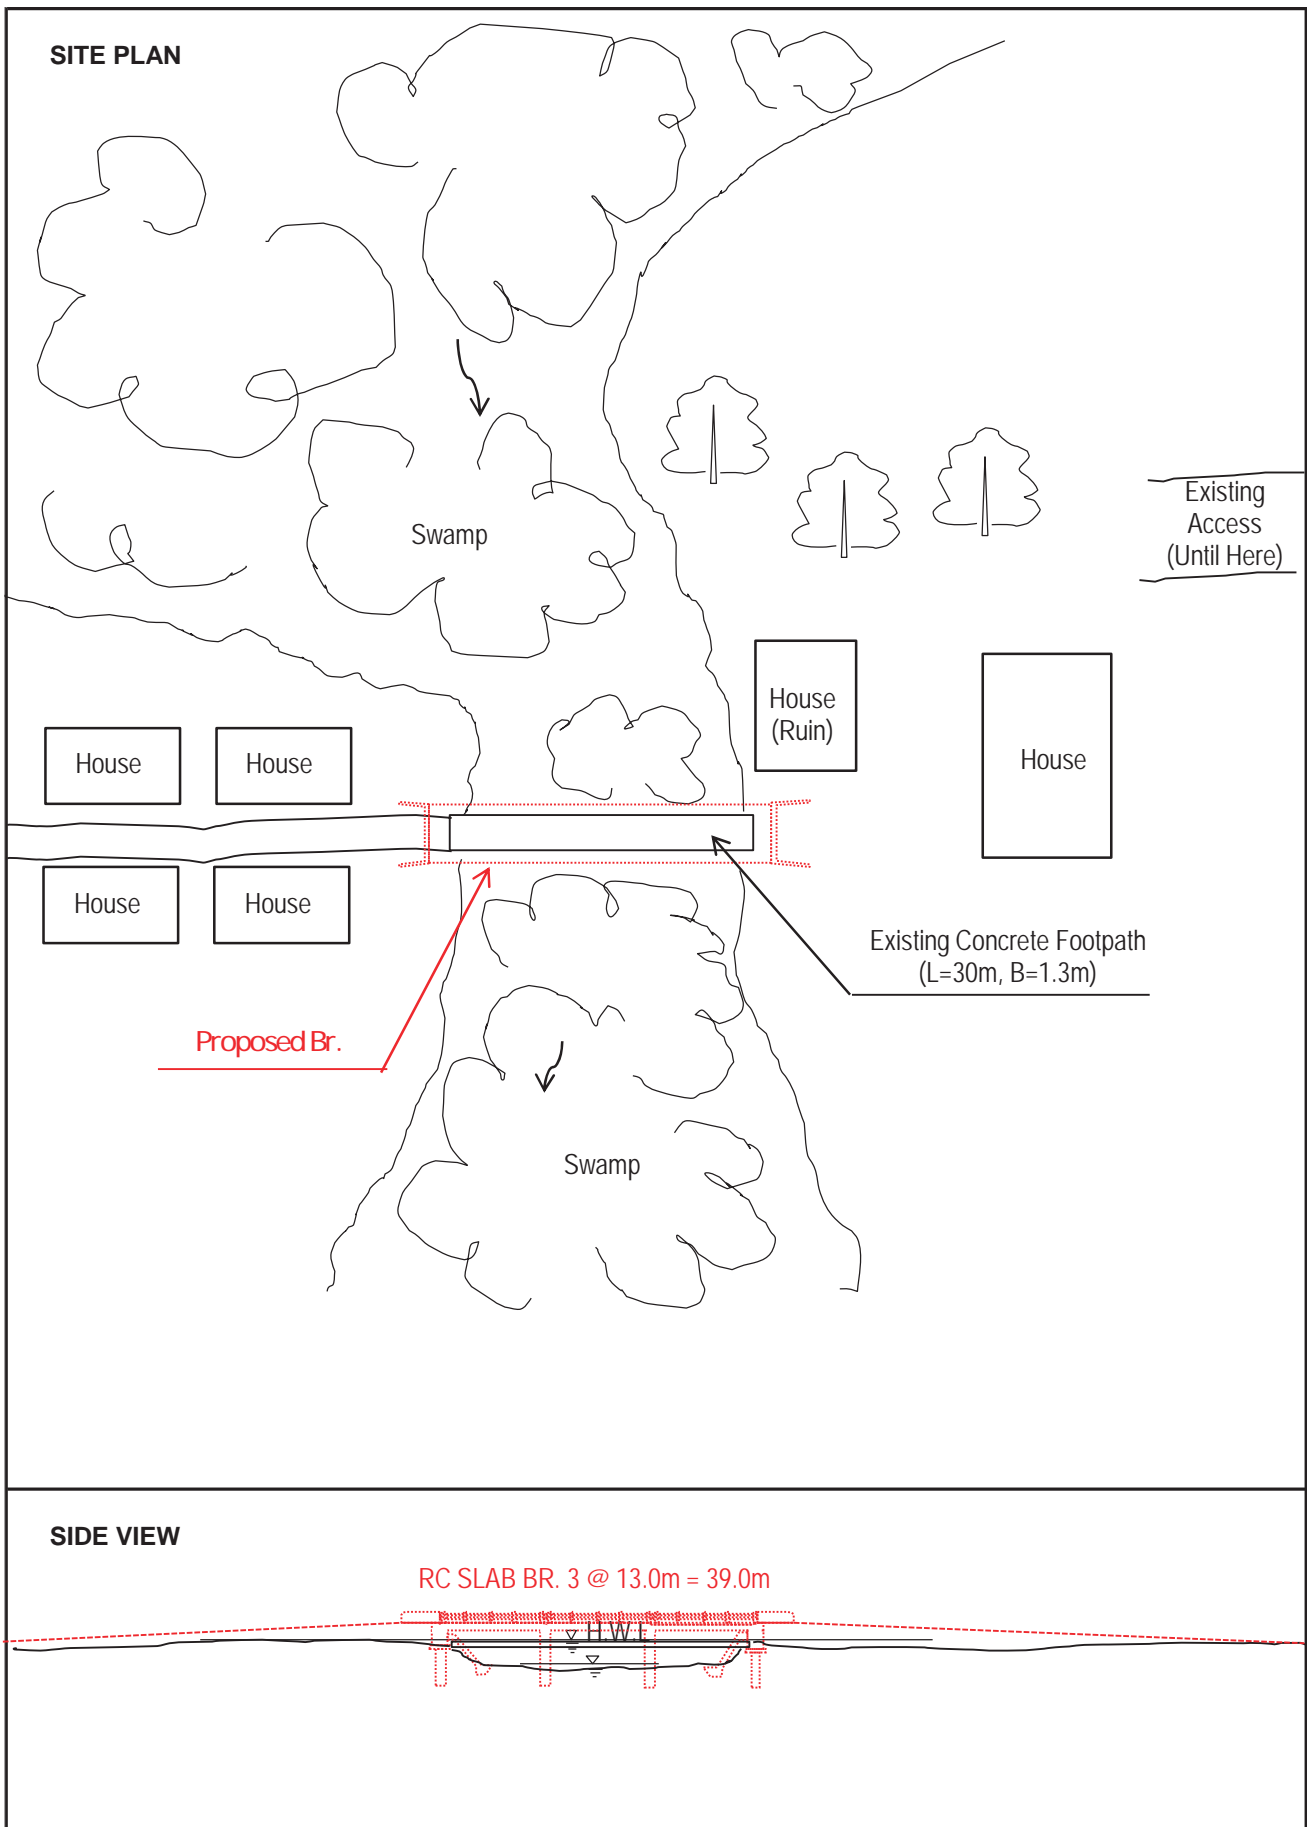 SITE PLAN
Existing
Access
(Until Here)
Swamp
House
(Ruin)
House
House
House
House
House
Existing Concrete Footpath
(L=30m, B=1.3m)
Proposed Br.
Swamp
SIDE VIEW
RC SLAB BR. 3 @ 13.0m = 39.0m
H.W.L